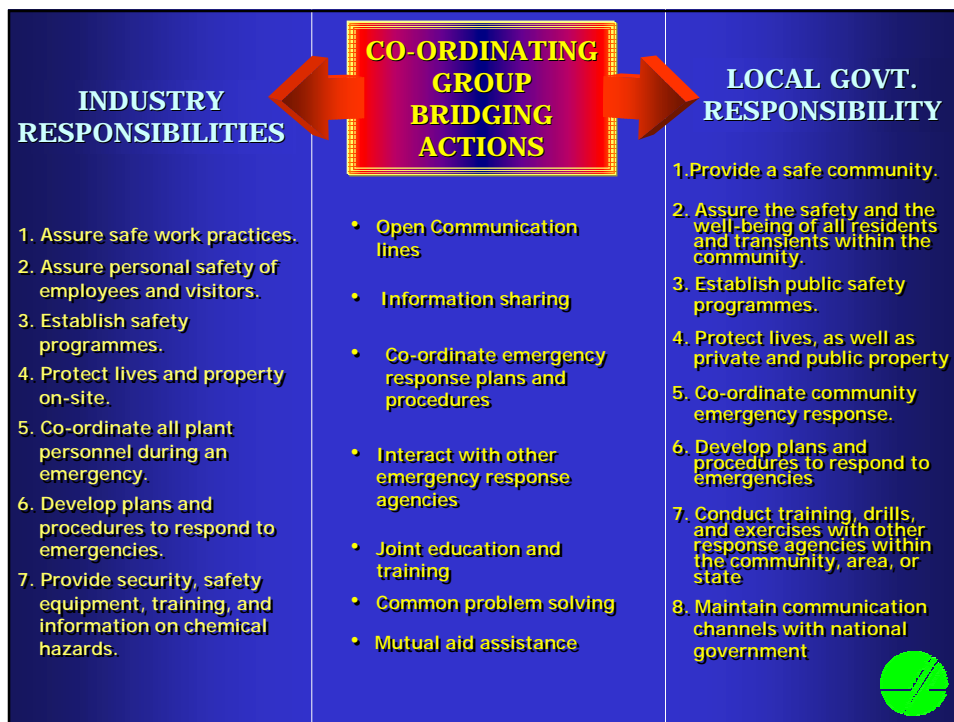 INDUSTRY
RESPONSIBILITIES
1. Assure safe work practices.
2. Assure personal safety of
employees and visitors.
3. Establish safety
programmes.
4. Protect lives and property
on-site.
5. Co-ordinate all plant
personnel during an
emergency.
6. Develop plans and
procedures to respond to
emergencies.
7. Provide security, safety
equipment, training, and
information on chemical
hazards.
CO-ORDINATING
GROUP
BRIDGING
ACTIONS
• Open Communication
lines
• Information sharing
• Co-ordinate emergency
response plans and
procedures
• Interact with other
emergency response
agencies
• Joint education and
training
• Common problem solving
• Mutual aid assistance
LOCAL GOVT.
RESPONSIBILITY
1.Provide a safe community.
2. Assure the safety and the
well-being of all residents
and transients within the
community.
3. Establish public safety
programmes.
4. Protect lives, as well as
private and public property
5. Co-ordinate community
emergency response.
6. Develop plans and
procedures to respond to
emergencies
7. Conduct training, drills,
and exercises with other
response agencies within
the community, area, or
state
8. Maintain communication
channels with national
government